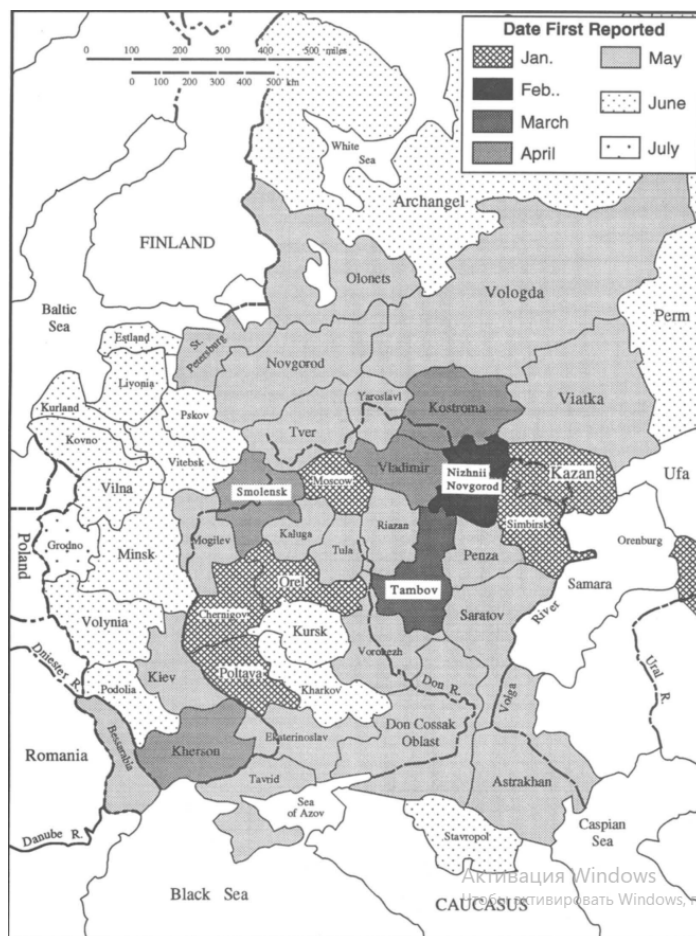 Date First Reported
Jan.
Feb..
March
April
May
June
July
0 100 200 300 400 500 miles
0 100 200 300 400 500 km
White
Sea
Archangel
FINLAND
Olonets
Vologda
Baltic
Sea
Perm
Estland
St.
Petersburg
Novgorod
Livonia
Yaroslavl
Viatka
Kurland
Pskov
Kostroma
Tver
Kovno
Vitebsk
Vladimir
Nizhnii
Novgorod
Kazan
Ufa
Vilna
Smolensk
Moscow
Simbirsk
Poland
Grodno
Minsk
Mogilev
Kaluga
Riazan
Orenburg
Tula
Penza
Orel
Tambov
Samara
Chernigov
Saratov
River
Volynia
Kursk
Voronezh
Dniester R.
Kiev
Poltava
Don R.
Volga
Ural
R.
Podolia
Kharkov
Bessarabia
Don Cossak
Oblast
Romania
Kherson
Ekaterinoslav
Astrakhan
Tavrid
Danube R.
Sea
of Azov
Stavropol
Caspian
Sea
Black Sea
CAUCASUS
Активация Windows
Чтобы активировать Windows,